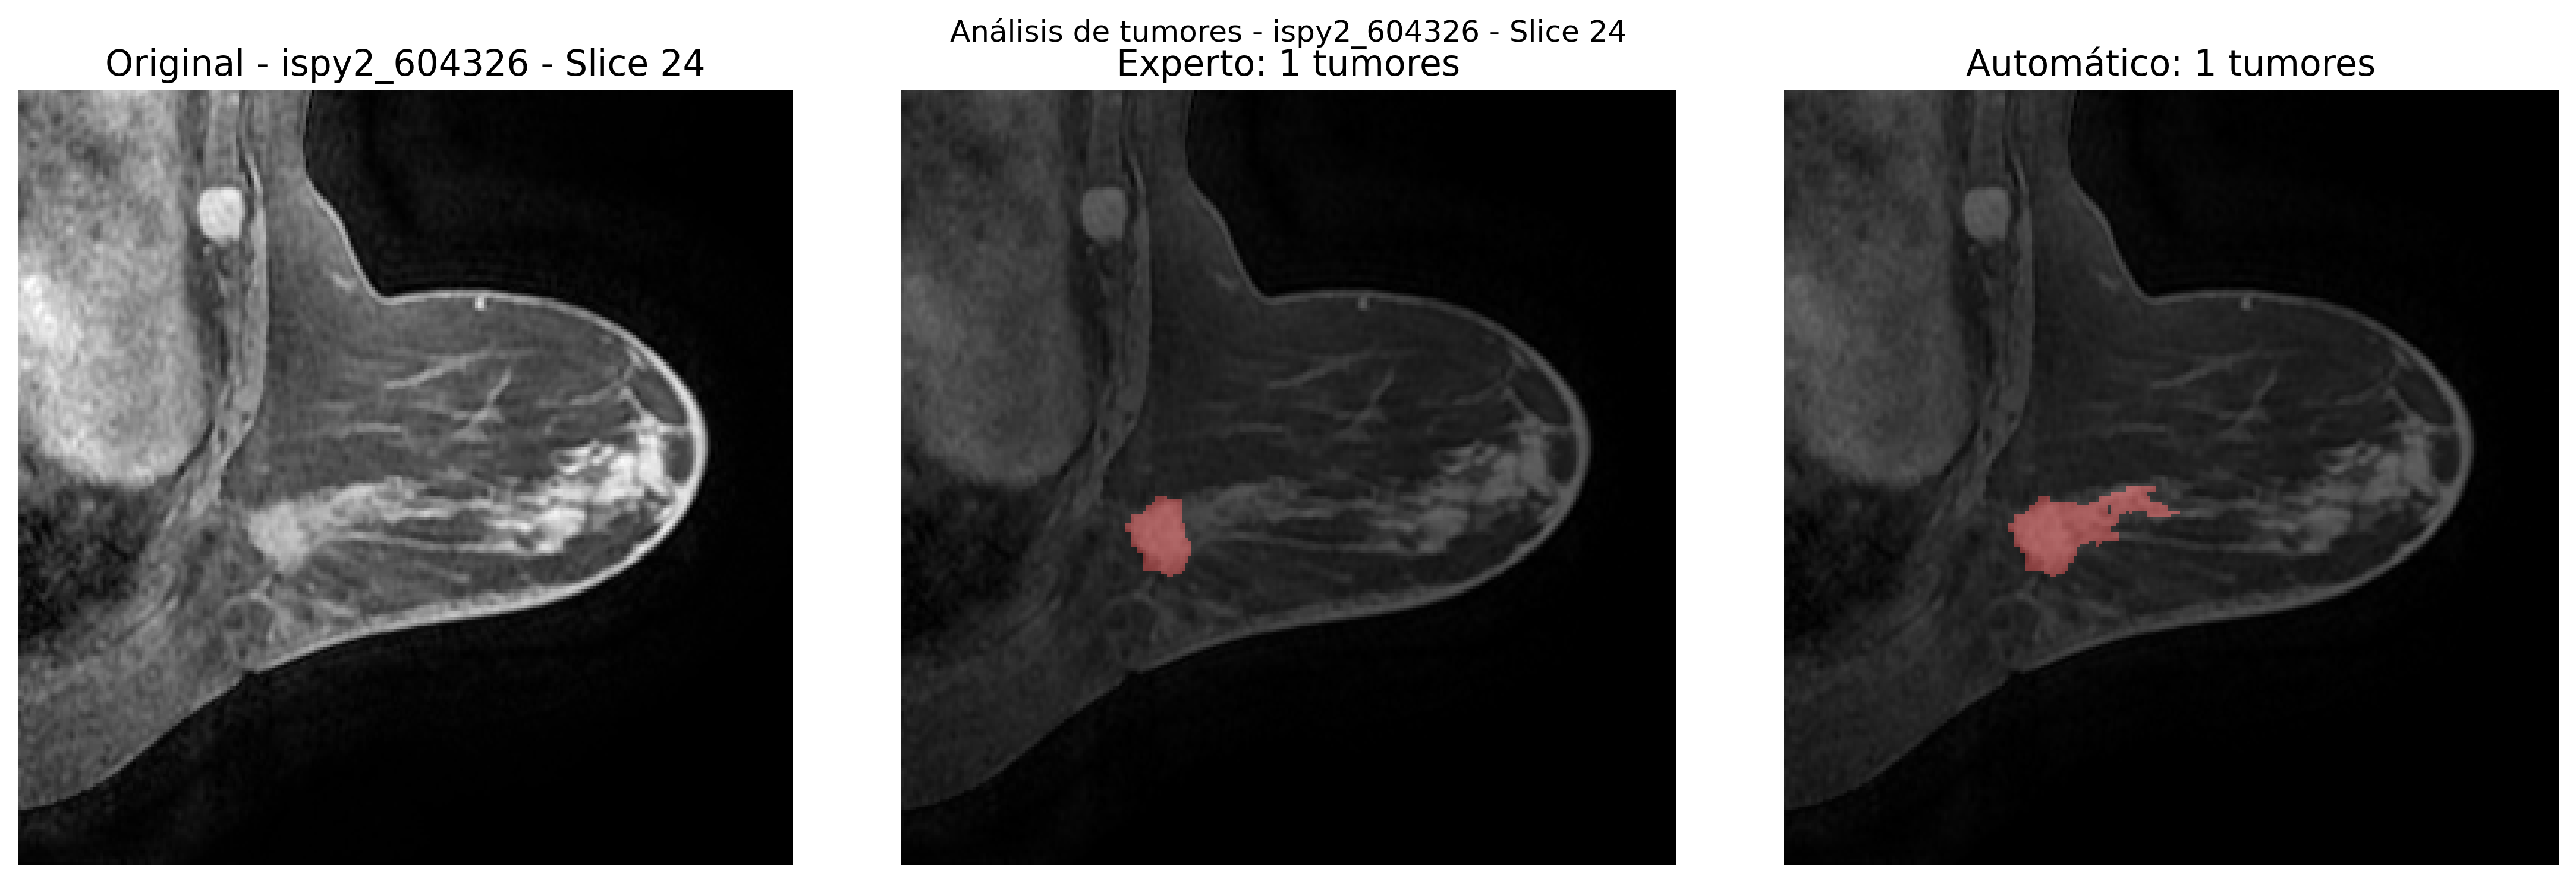 Análisis de tumores - ispy2_604326 - Slice 24
Original - ispy2_604326 - Slice 24
Experto: 1 tumores
Automático: 1 tumores